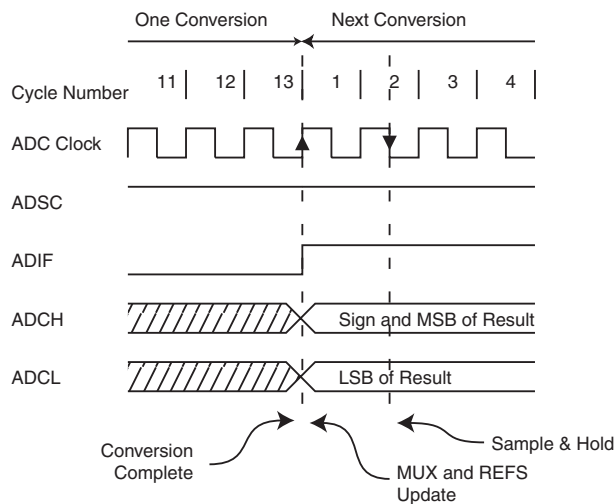 One Conversion Next Conversion
Cycle Number 11 12 13 1 2 3 4
ADC Clock
ADSC
ADIF
ADCH Sign and MSB of Result
ADCL LSB of Result
Conversion
Complete
MUX and REFS
Update
Sample & Hold